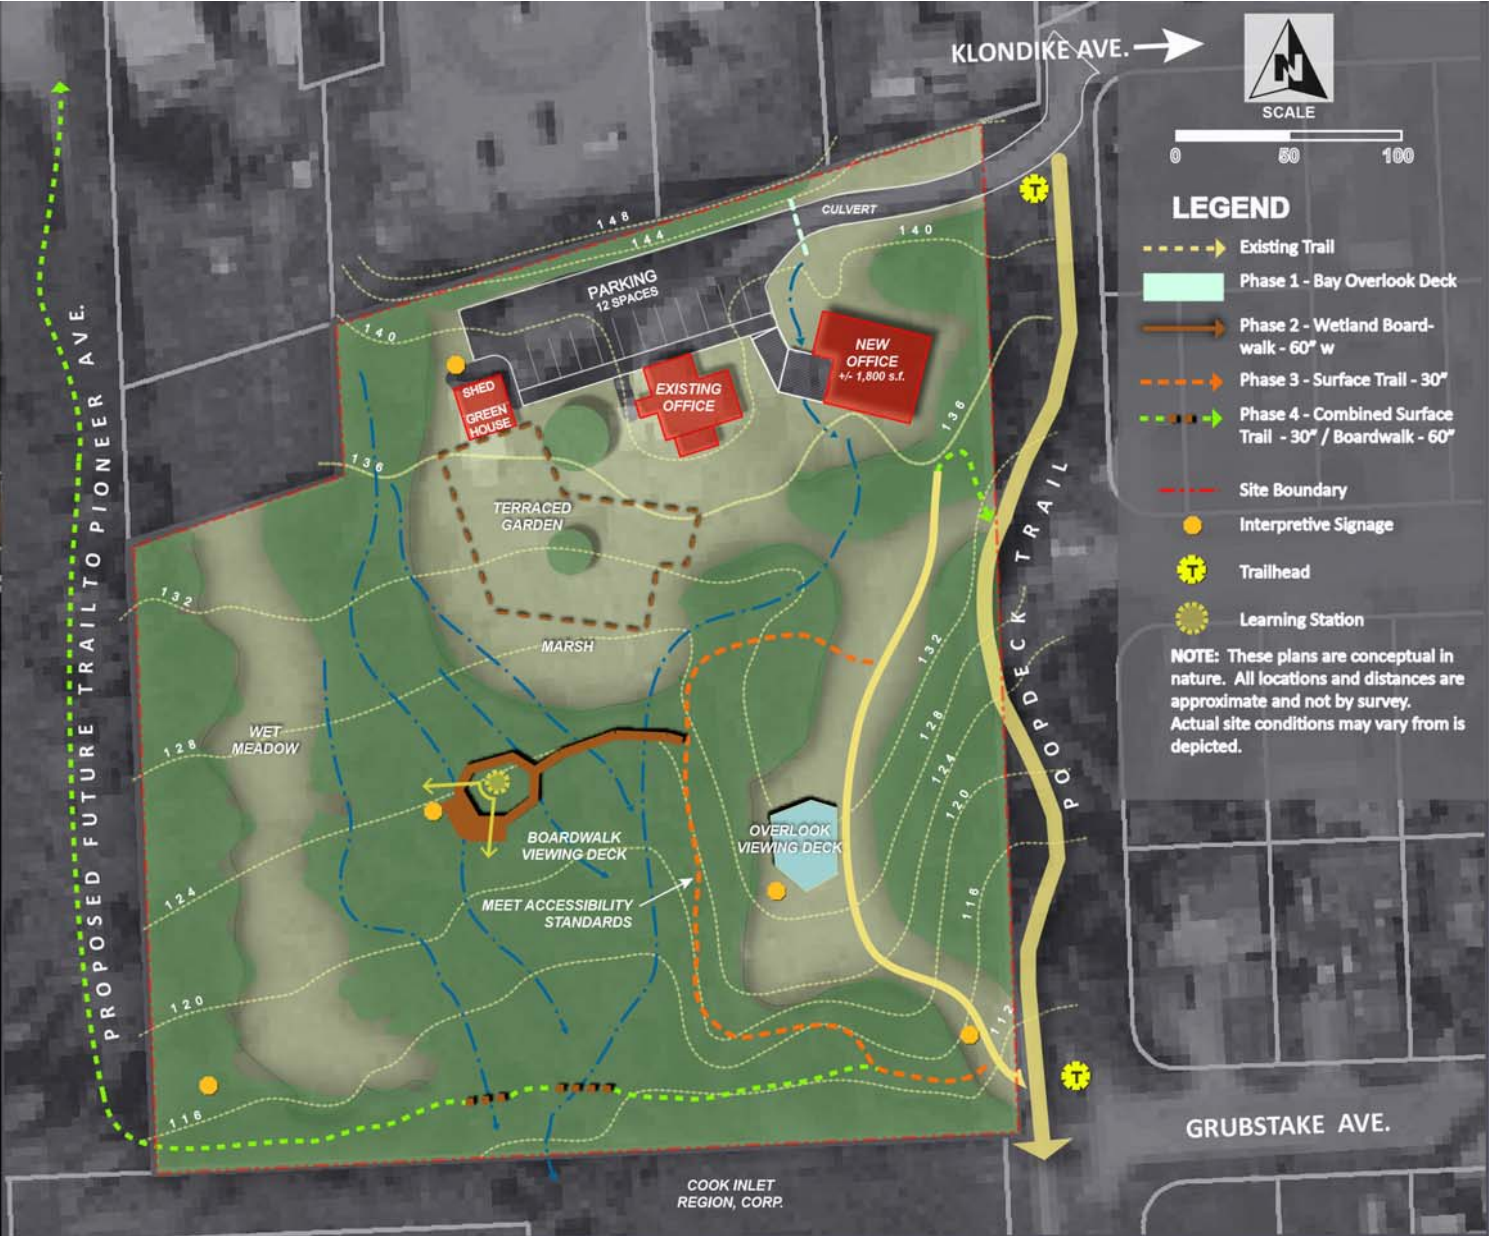 KLONDIKE AVE.
N
SCALE
0 50 100
LEGEND
Existing Trail
Phase 1 - Bay Overlook Deck
Phase 2 - Wetland Board-
walk - 60" w
Phase 3 - Surface Trail - 30"
Phase 4 - Combined Surface
Trail - 30" / Boardwalk - 60"
Site Boundary
Interpretive Signage
T
Trailhead
Learning Station
NOTE: These plans are conceptual in
nature. All locations and distances are
approximate and not by survey.
Actual site conditions may vary from is
depicted.
T
CULVERT
148
144
140
PARKING
12 SPACES
140
NEW
OFFICE
+/- 1,800 s.f.
SHED
GREEN
HOUSE
EXISTING
OFFICE
136
136
TERRACED
GARDEN
POOPDECK TRAIL
PROPOSED FUTURE TRAIL TO PIONEER AVE.
132
132
MARSH
WET
MEADOW
128
128
124
120
BOARDWALK
VIEWING DECK
OVERLOOK
VIEWING DECK
124
MEET ACCESSIBILITY
STANDARDS
116
120
112
116
T
GRUBSTAKE AVE.
COOK INLET
REGION, CORP.